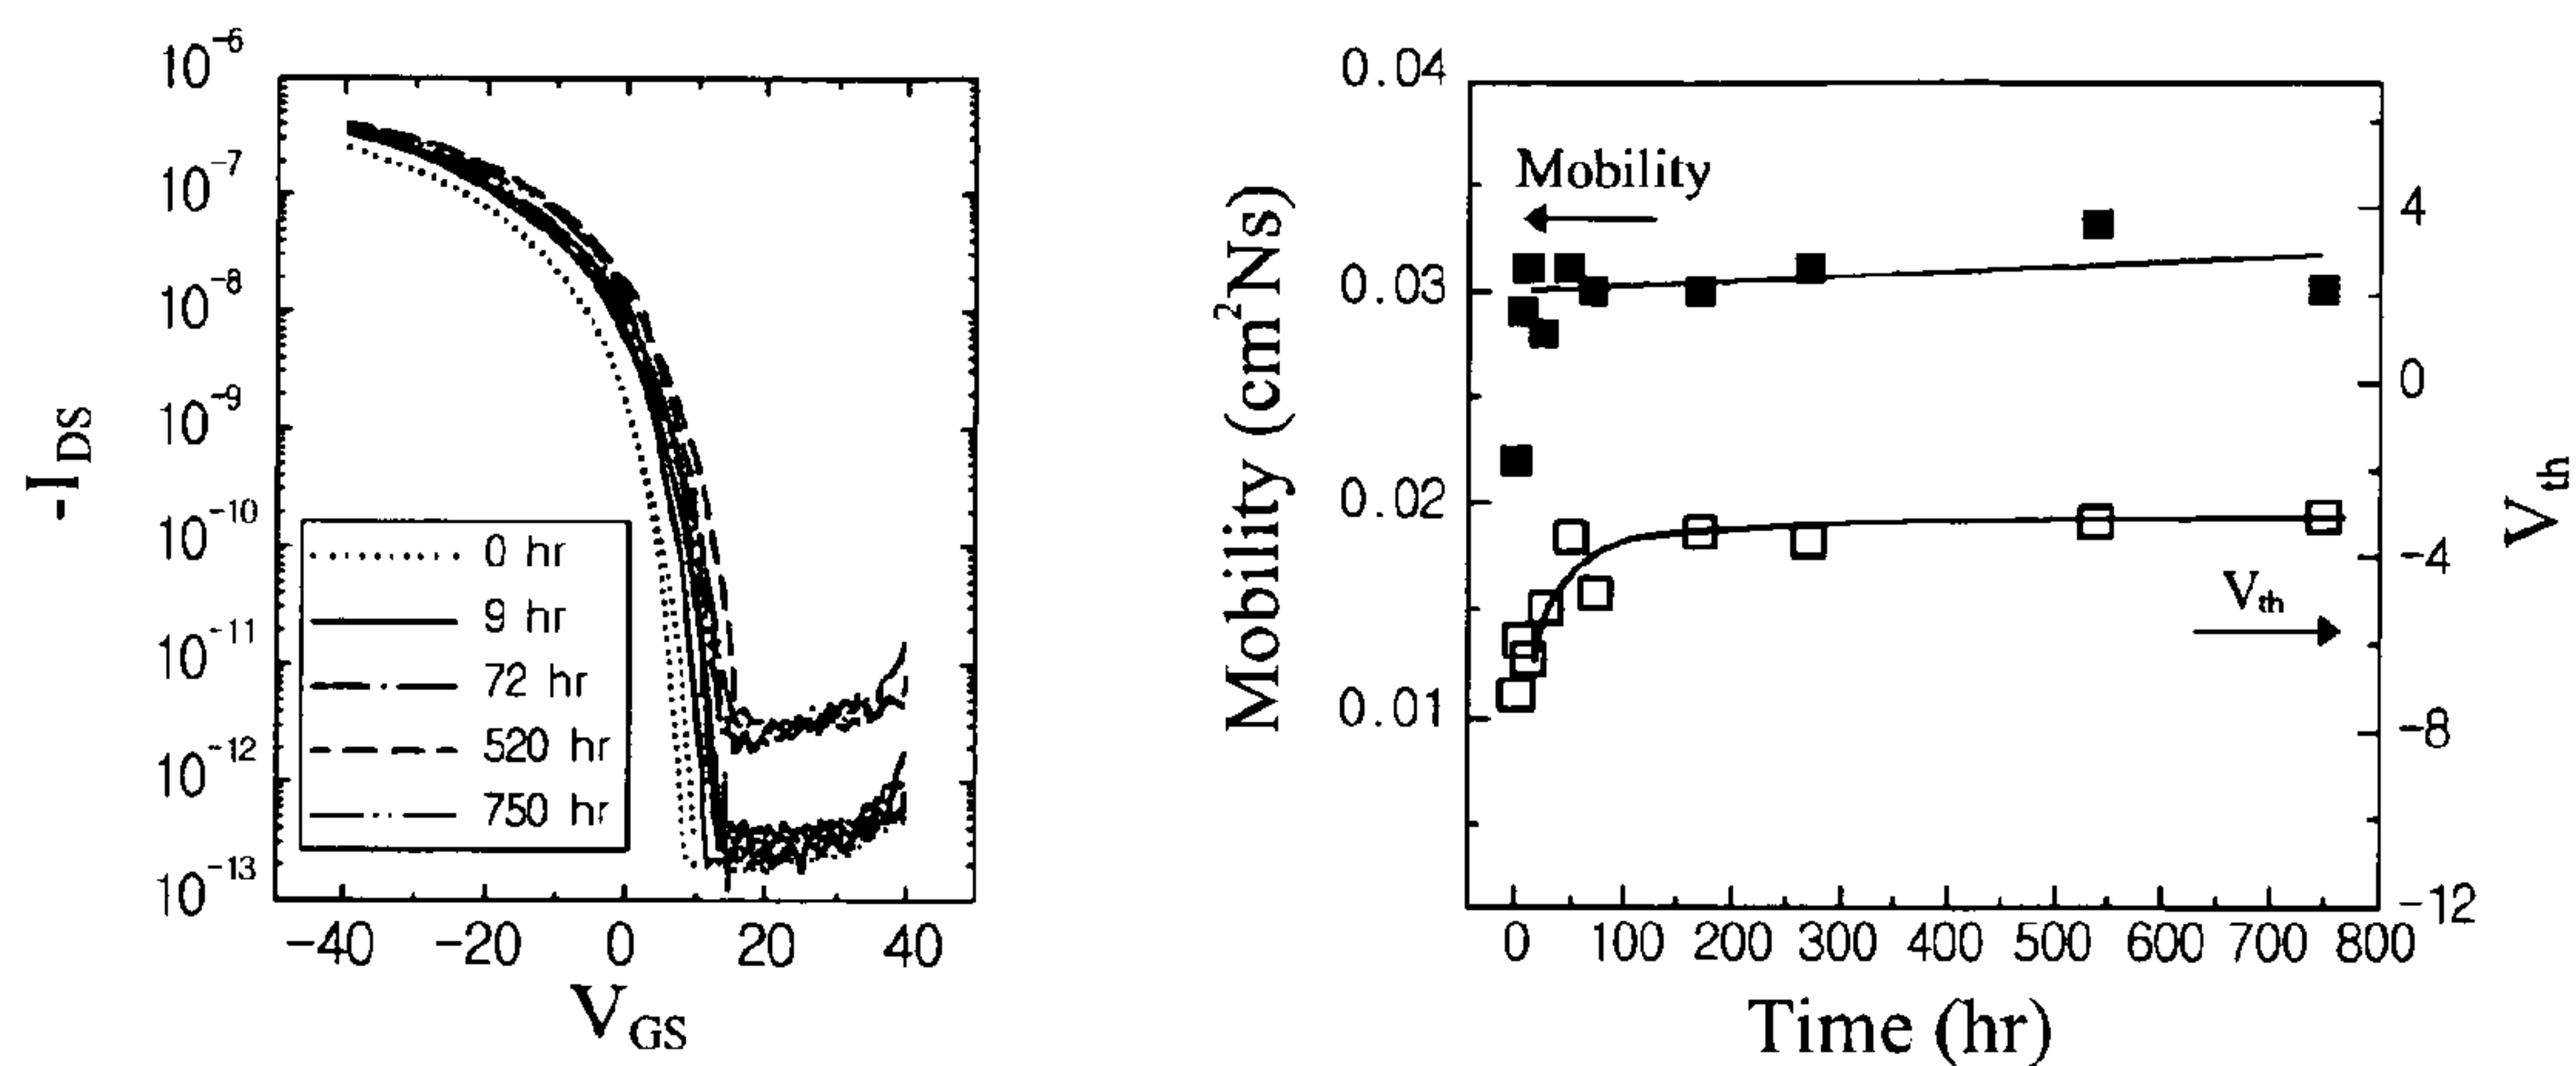 10^-6
10^-7
10^-8
10^-9
10^-10
10^-11
10^-12
10^-13
-I_DS
0 hr
9 hr
72 hr
520 hr
750 hr
-40 -20 0 20 40
V_GS
0.04
0.03
0.02
0.01
Mobility (cm^2Ns)
Mobility
V_th
4
0
-4
-8
-12
V_th
0 100 200 300 400 500 600 700 800
Time (hr)